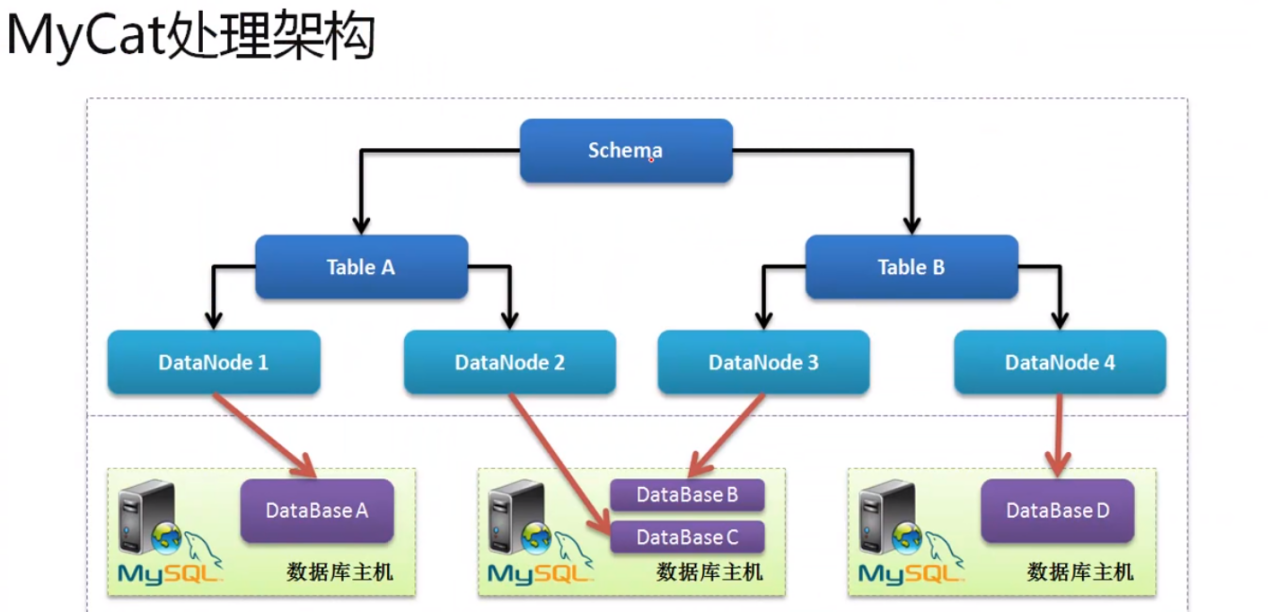 MyCat处理架构
Schema
Table A
Table B
DataNode 1
DataNode 2
DataNode 3
DataNode 4
DataBase A
MySQL
数据库主机
DataBase B
DataBase C
MySQL
数据库主机
DataBase D
MySQL
数据库主机